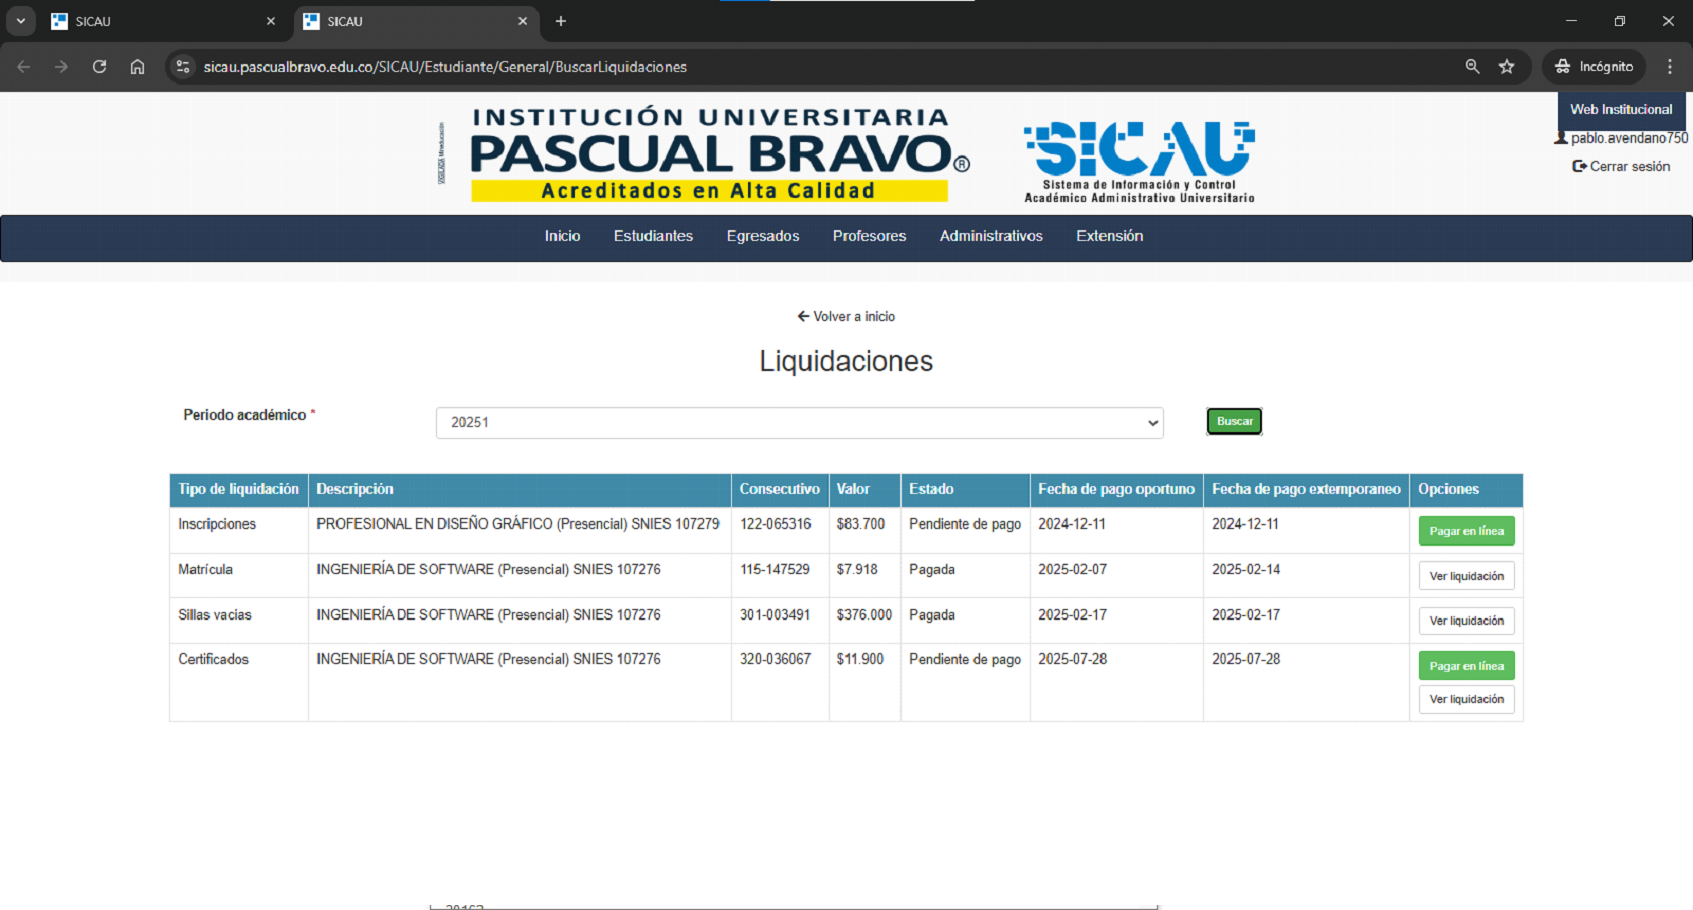 SICAU
SICAU
sicau.pascualbravo.edu.co/SICAU/Estudiante/General/BuscarLiquidaciones
Incógnito
VIGILADA Mineducación
INSTITUCIÓN UNIVERSITARIA
PASCUAL BRAVO®
Acreditados en Alta Calidad
SICAU
Sistema de Información y Control
Académico Administrativo Universitario
Web Institucional
pablo.avendano750
Cerrar sesión
Inicio Estudiantes Egresados Profesores Administrativos Extensión
Volver a inicio
Liquidaciones
Periodo académico * 20251 Buscar
Tipo de liquidación Descripción Consecutivo Valor Estado Fecha de pago oportuno Fecha de pago extemporaneo Opciones
Inscripciones PROFESIONAL EN DISEÑO GRÁFICO (Presencial) SNIES 107279 122-065316 $83.700 Pendiente de pago 2024-12-11 2024-12-11 Pagar en línea
Matrícula INGENIERÍA DE SOFTWARE (Presencial) SNIES 107276 115-147529 $7.918 Pagada 2025-02-07 2025-02-14 Ver liquidación
Sillas vacias INGENIERÍA DE SOFTWARE (Presencial) SNIES 107276 301-003491 $376.000 Pagada 2025-02-17 2025-02-17 Ver liquidación
Certificados INGENIERÍA DE SOFTWARE (Presencial) SNIES 107276 320-036067 $11.900 Pendiente de pago 2025-07-28 2025-07-28 Pagar en línea
Ver liquidación